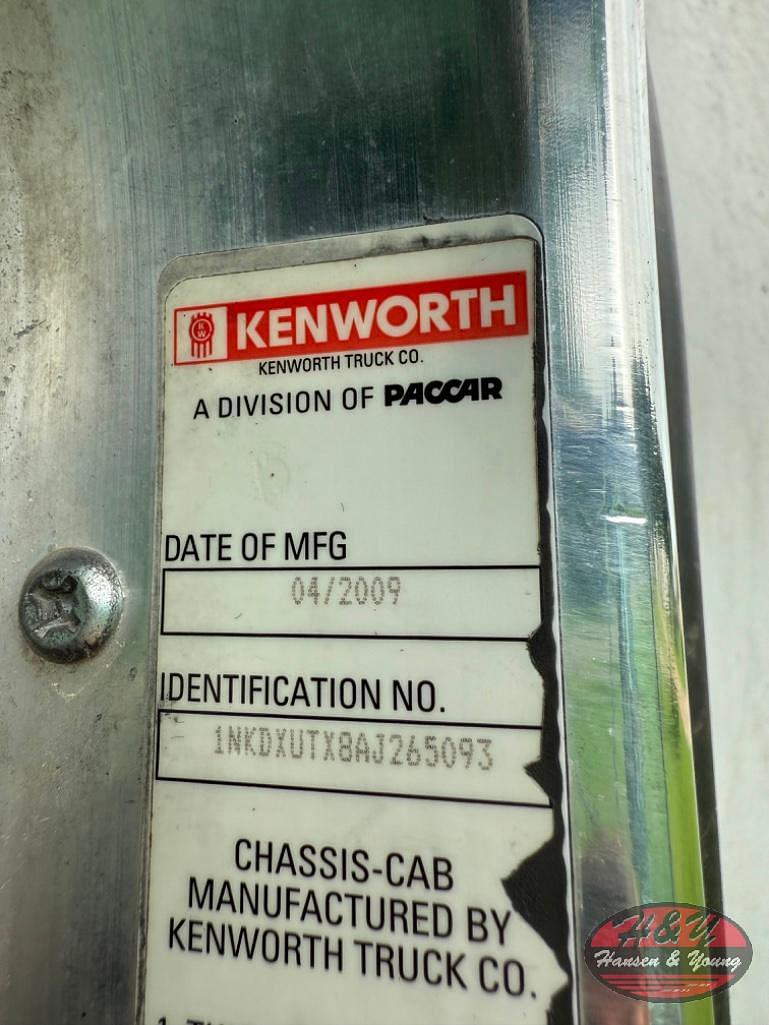 KW
KENWORTH
KENWORTH TRUCK CO.
A DIVISION OF PACCAR
DATE OF MFG
04/2009
IDENTIFICATION NO.
1NKDXUTX8AJ265093
CHASSIS-CAB
MANUFACTURED BY
KENWORTH TRUCK CO.
H&Y
Hansen & Young